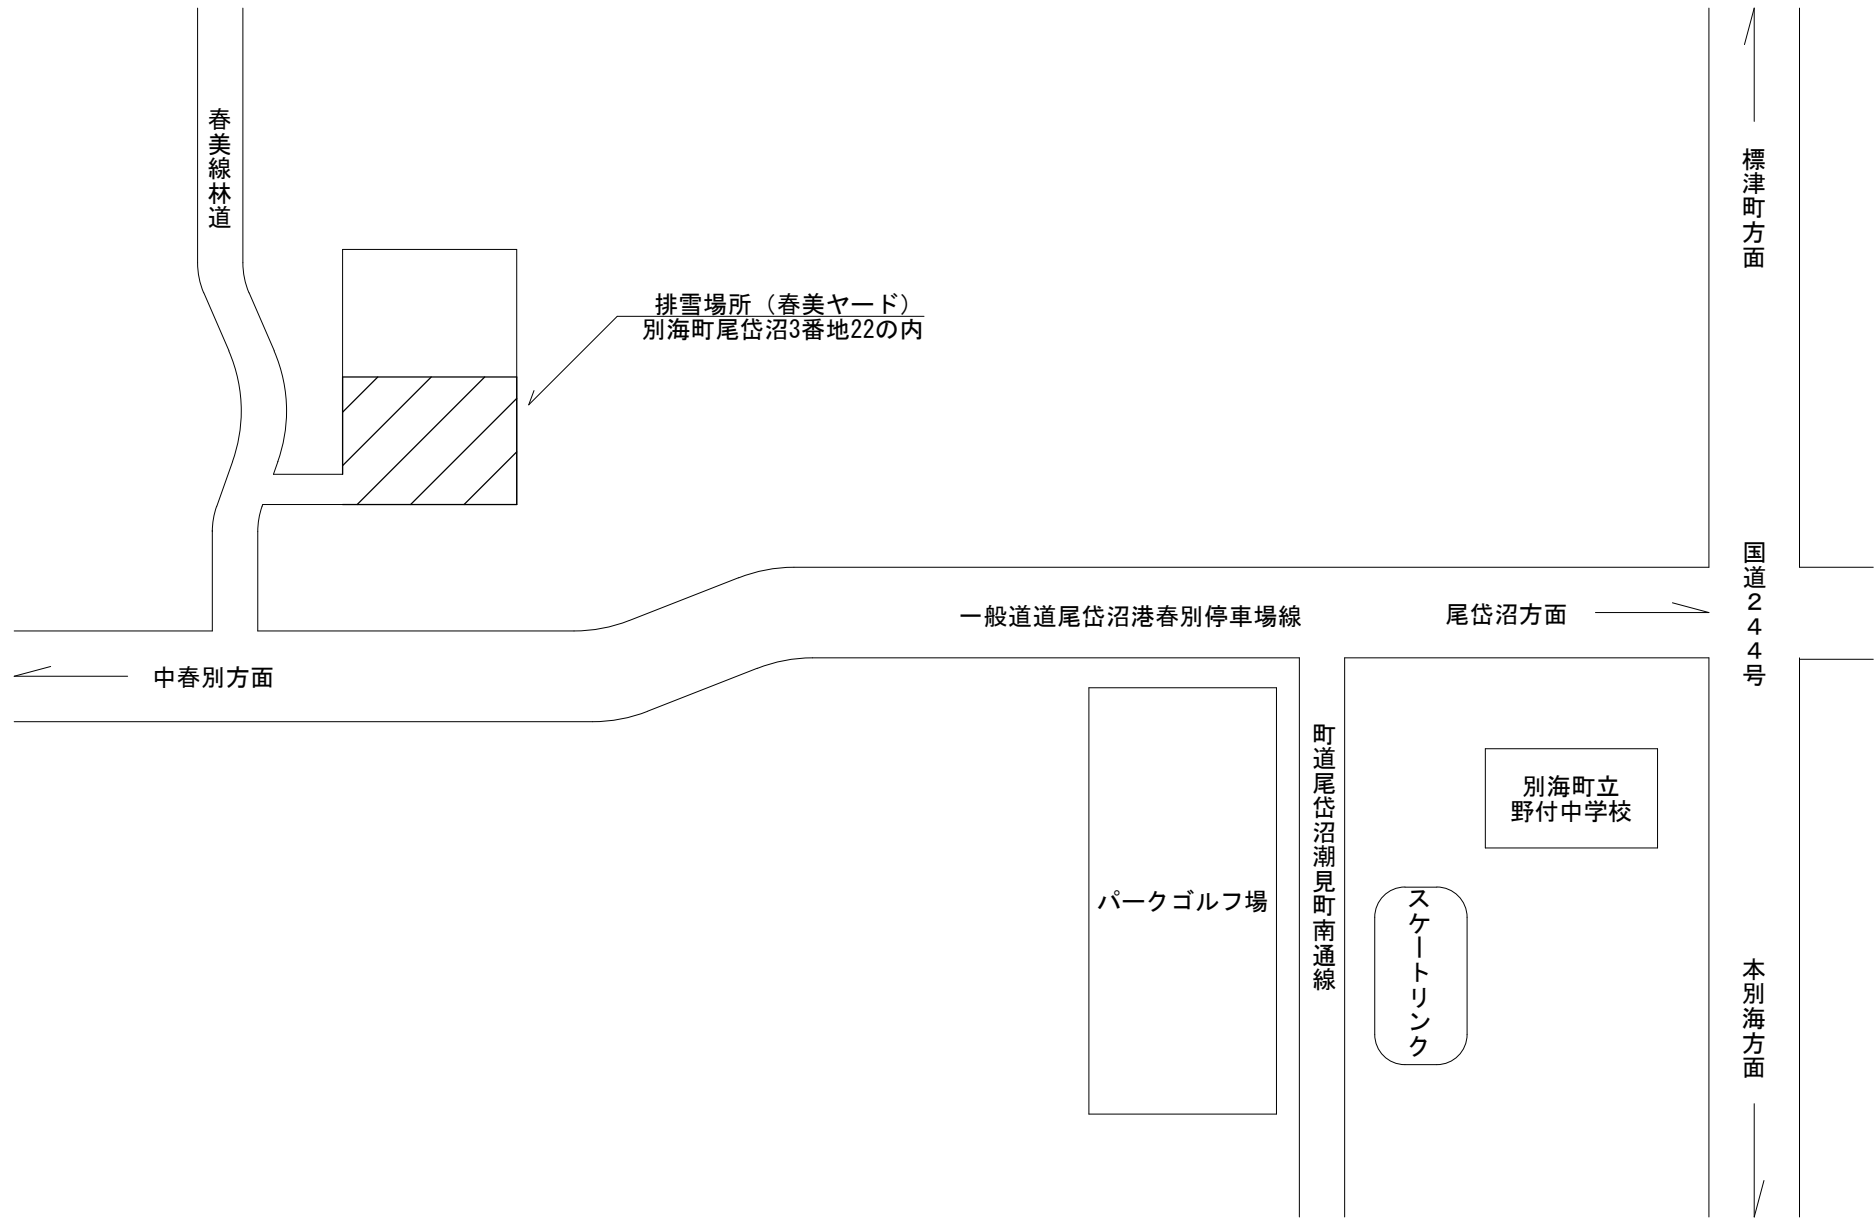 春美線林道
標津町方面
排雪場所（春美ヤード）
別海町尾岱沼3番地22の内
国道２４４号
一般道道尾岱沼港春別停車場線
尾岱沼方面
中春別方面
町道尾岱沼潮見町南通線
別海町立
野付中学校
パークゴルフ場
スケートリンク
本別海方面